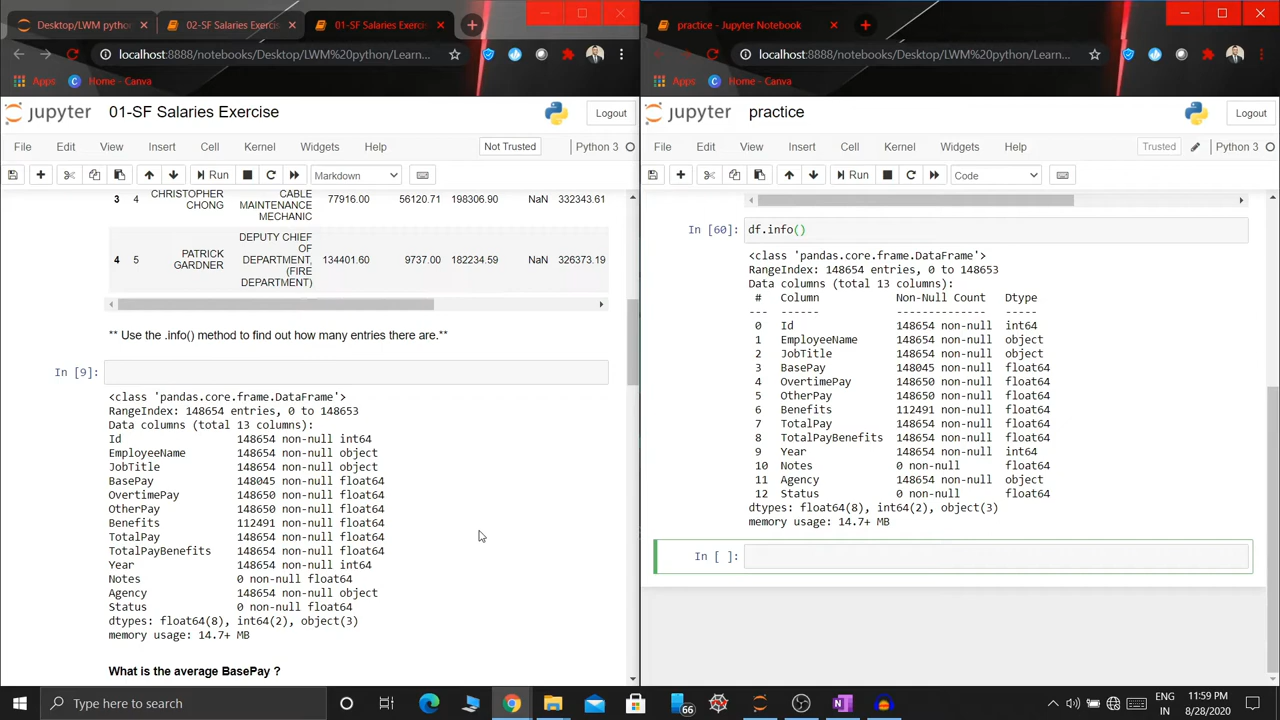 Desktop/LWM pytho
02-SF Salaries Exercise
01-SF Salaries Exerci
localhost:8888/notebooks/Desktop/LWM%20python/Learn...
Apps
Home - Canva
jupyter
01-SF Salaries Exercise
Logout
File Edit View Insert Cell Kernel Widgets Help
Not Trusted
Python 3
Run
Markdown
3 4 CHRISTOPHER CHONG CABLE MAINTENANCE MECHANIC 77916.00 56120.71 198306.90 NaN 332343.61
4 5 PATRICK GARDNER DEPUTY CHIEF OF DEPARTMENT, (FIRE DEPARTMENT) 134401.60 9737.00 182234.59 NaN 326373.19
** Use the .info() method to find out how many entries there are.**
In [9]:
<class 'pandas.core.frame.DataFrame'>
RangeIndex: 148654 entries, 0 to 148653
Data columns (total 13 columns):
Id 148654 non-null int64
EmployeeName 148654 non-null object
JobTitle 148654 non-null object
BasePay 148045 non-null float64
OvertimePay 148650 non-null float64
OtherPay 148650 non-null float64
Benefits 112491 non-null float64
TotalPay 148654 non-null float64
TotalPayBenefits 148654 non-null float64
Year 148654 non-null int64
Notes 0 non-null float64
Agency 148654 non-null object
Status 0 non-null float64
dtypes: float64(8), int64(2), object(3)
memory usage: 14.7+ MB
What is the average BasePay ?
practice - Jupyter Notebook
localhost:8888/notebooks/Desktop/LWM%20python/Learn...
Apps
Home - Canva
jupyter
practice
Logout
File Edit View Insert Cell Kernel Widgets Help
Trusted
Python 3
Run
Code
In [60]: df.info()
<class 'pandas.core.frame.DataFrame'>
RangeIndex: 148654 entries, 0 to 148653
Data columns (total 13 columns):
# Column Non-Null Count Dtype
--- ------ -------------- -----
0 Id 148654 non-null int64
1 EmployeeName 148654 non-null object
2 JobTitle 148654 non-null object
3 BasePay 148045 non-null float64
4 OvertimePay 148650 non-null float64
5 OtherPay 148650 non-null float64
6 Benefits 112491 non-null float64
7 TotalPay 148654 non-null float64
8 TotalPayBenefits 148654 non-null float64
9 Year 148654 non-null int64
10 Notes 0 non-null float64
11 Agency 148654 non-null object
12 Status 0 non-null float64
dtypes: float64(8), int64(2), object(3)
memory usage: 14.7+ MB
In [ ]:
Type here to search
66
ENG
IN
11:59 PM
8/28/2020